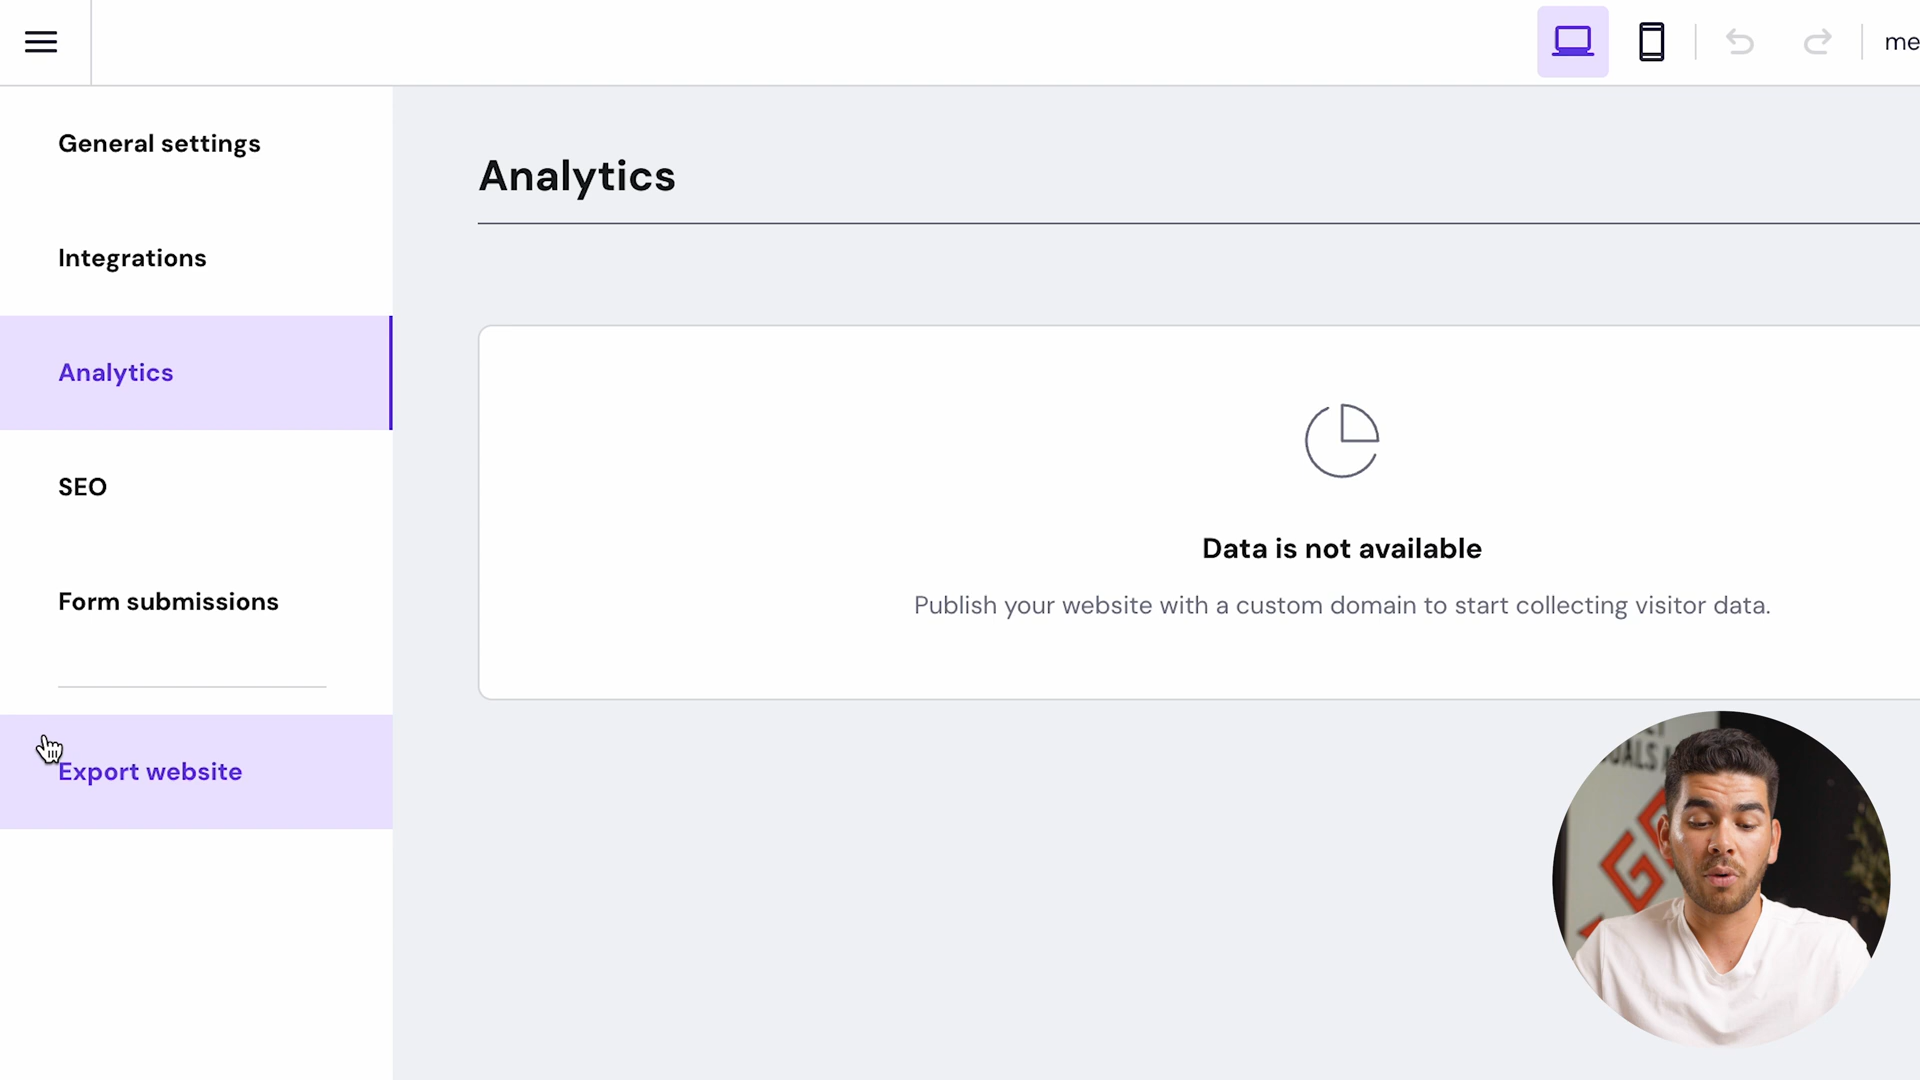 me
General settings
Integrations
Analytics
SEO
Form submissions
Export website
Analytics
Data is not available
Publish your website with a custom domain to start collecting visitor data.